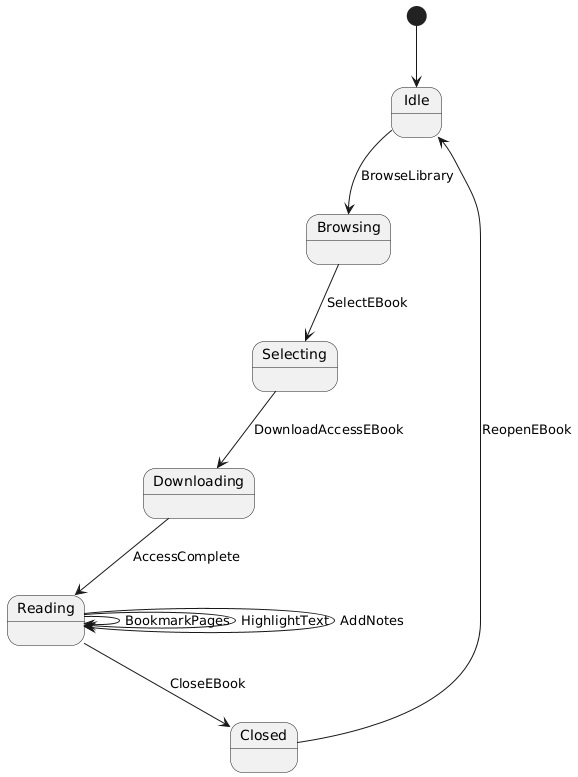 Idle
BrowseLibrary
Browsing
SelectEBook
Selecting
DownloadAccessEBook
ReopenEBook
Downloading
AccessComplete
Reading
BookmarkPages
HighlightText
AddNotes
CloseEBook
Closed